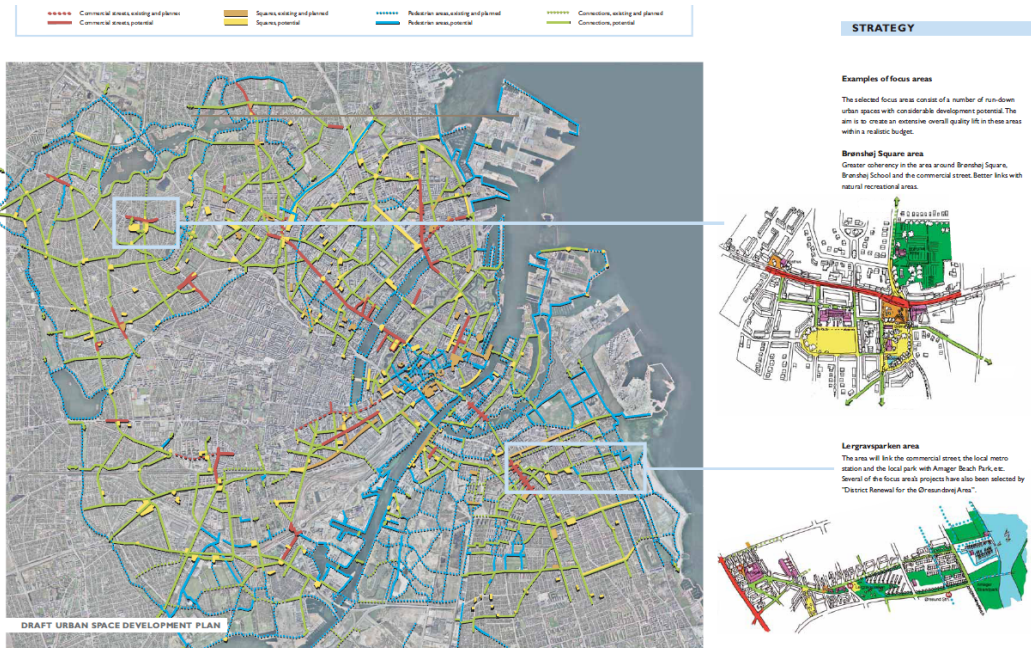 Commercial streets, existing and planned
Squares, existing and planned
Pedestrian areas, existing and planned
Connections, existing and planned
Commercial streets, potential
Squares, potential
Pedestrian areas, potential
Connections, potential
STRATEGY
Examples of focus areas
The selected focus areas consist of a number of run-down
urban spaces with considerable development potential. The
aim is to create an extensive overall quality lift in these areas
within a realistic budget.
Brønshøj Square area
Greater coherency in the area around Brønshøj Square,
Brønshøj School and the commercial street. Better links with
natural recreational areas.
Lergravsparken area
The area will link the commercial street, the local metro
station and the local park with Amager Beach Park, etc.
Several of the focus area's projects have also been selected by
"District Renewal for the Øresundsvej Area".
DRAFT URBAN SPACE DEVELOPMENT PLAN